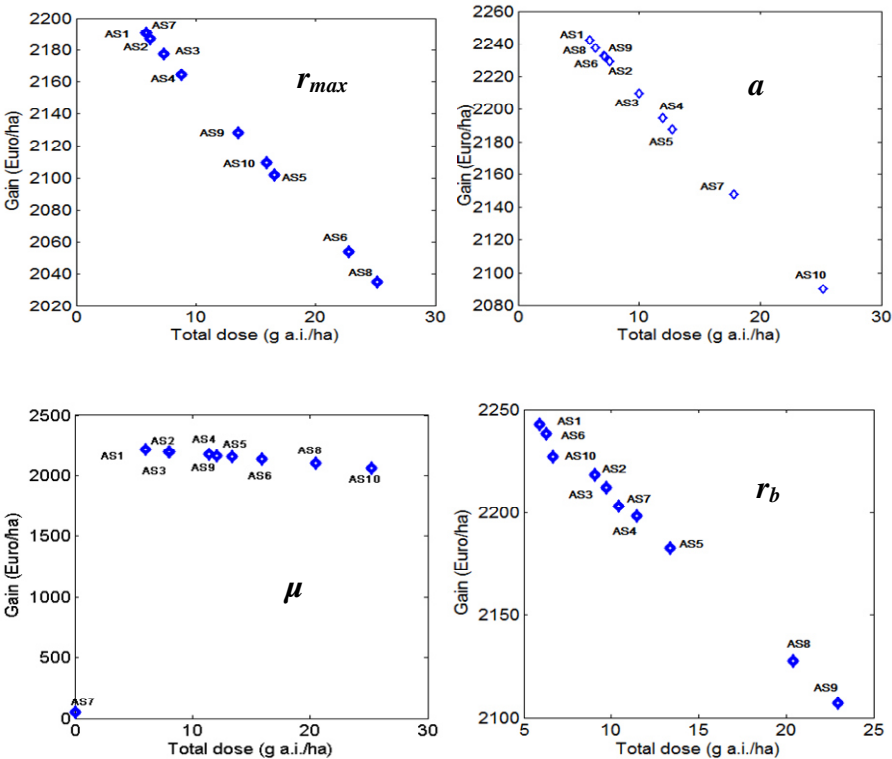 2200
2180
2160
2140
2120
2100
2080
2060
2040
2020
Gain (Euro/ha)
AS1
AS7
AS2
AS3
AS4
AS9
AS10
AS5
AS6
AS8
r_max
0
10
20
30
Total dose (g a.i./ha)
2260
2240
2220
2200
2180
2160
2140
2120
2100
2080
Gain (Euro/ha)
AS1
AS8
AS9
AS6
AS2
AS3
AS4
AS5
AS7
AS10
a
0
10
20
30
Total dose (g a.i./ha)
2500
2000
1500
1000
500
0
Gain (Euro/ha)
AS1
AS2
AS3
AS4
AS9
AS5
AS6
AS8
AS10
AS7
μ
0
10
20
30
Total dose (g a.i./ha)
2250
2200
2150
2100
Gain (Euro/ha)
AS1
AS6
AS10
AS2
AS3
AS7
AS4
AS5
AS8
AS9
r_b
5
10
15
20
25
Total dose (g a.i./ha)